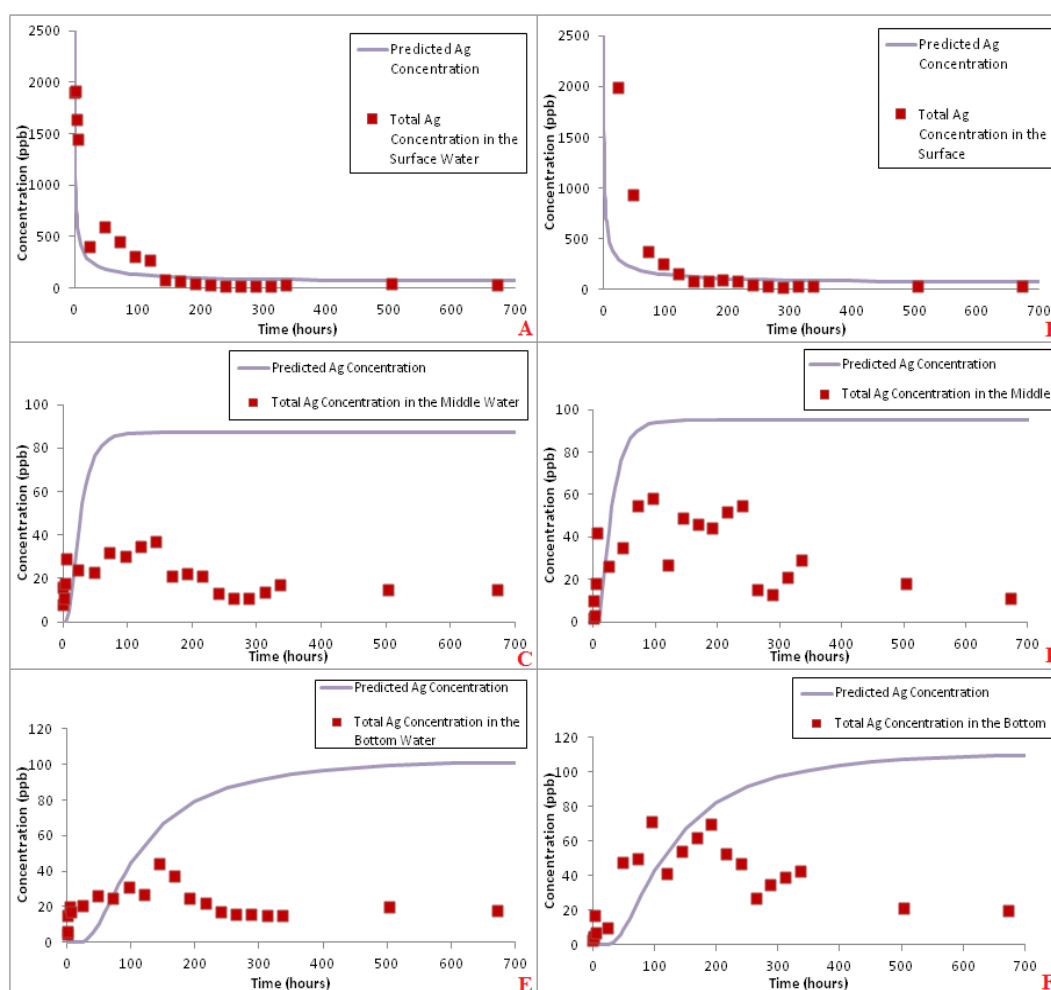 2500
2000
1500
1000
500
0
Concentration (ppb)
Predicted Ag
Concentration
Total Ag
Concentration in the
Surface Water
0 100 200 300 400 500 600 700
Time (hours)
A
2500
2000
1500
1000
500
0
Concentration (ppb)
Predicted Ag
Concentration
Total Ag
Concentration in the
Surface
0 100 200 300 400 500 600 700
Time (hours)
Predicted Ag Concentration
Total Ag Concentration in the Middle Water
100
80
60
40
20
0
Concentration (ppb)
0 100 200 300 400 500 600 700
Time (hours)
C
Predicted Ag Concentration
Total Ag Concentration in the Middle
100
80
60
40
20
0
Concentration (ppb)
0 100 200 300 400 500 600 700
Time (hours)
Predicted Ag Concentration
Total Ag Concentration in the
Bottom Water
120
100
80
60
40
20
0
Concentration (ppb)
0 100 200 300 400 500 600 700
Time (hours)
E
Predicted Ag Concentration
Total Ag Concentration in the Bottom
120
100
80
60
40
20
0
Concentration (ppb)
0 100 200 300 400 500 600 700
Time (hours)
F